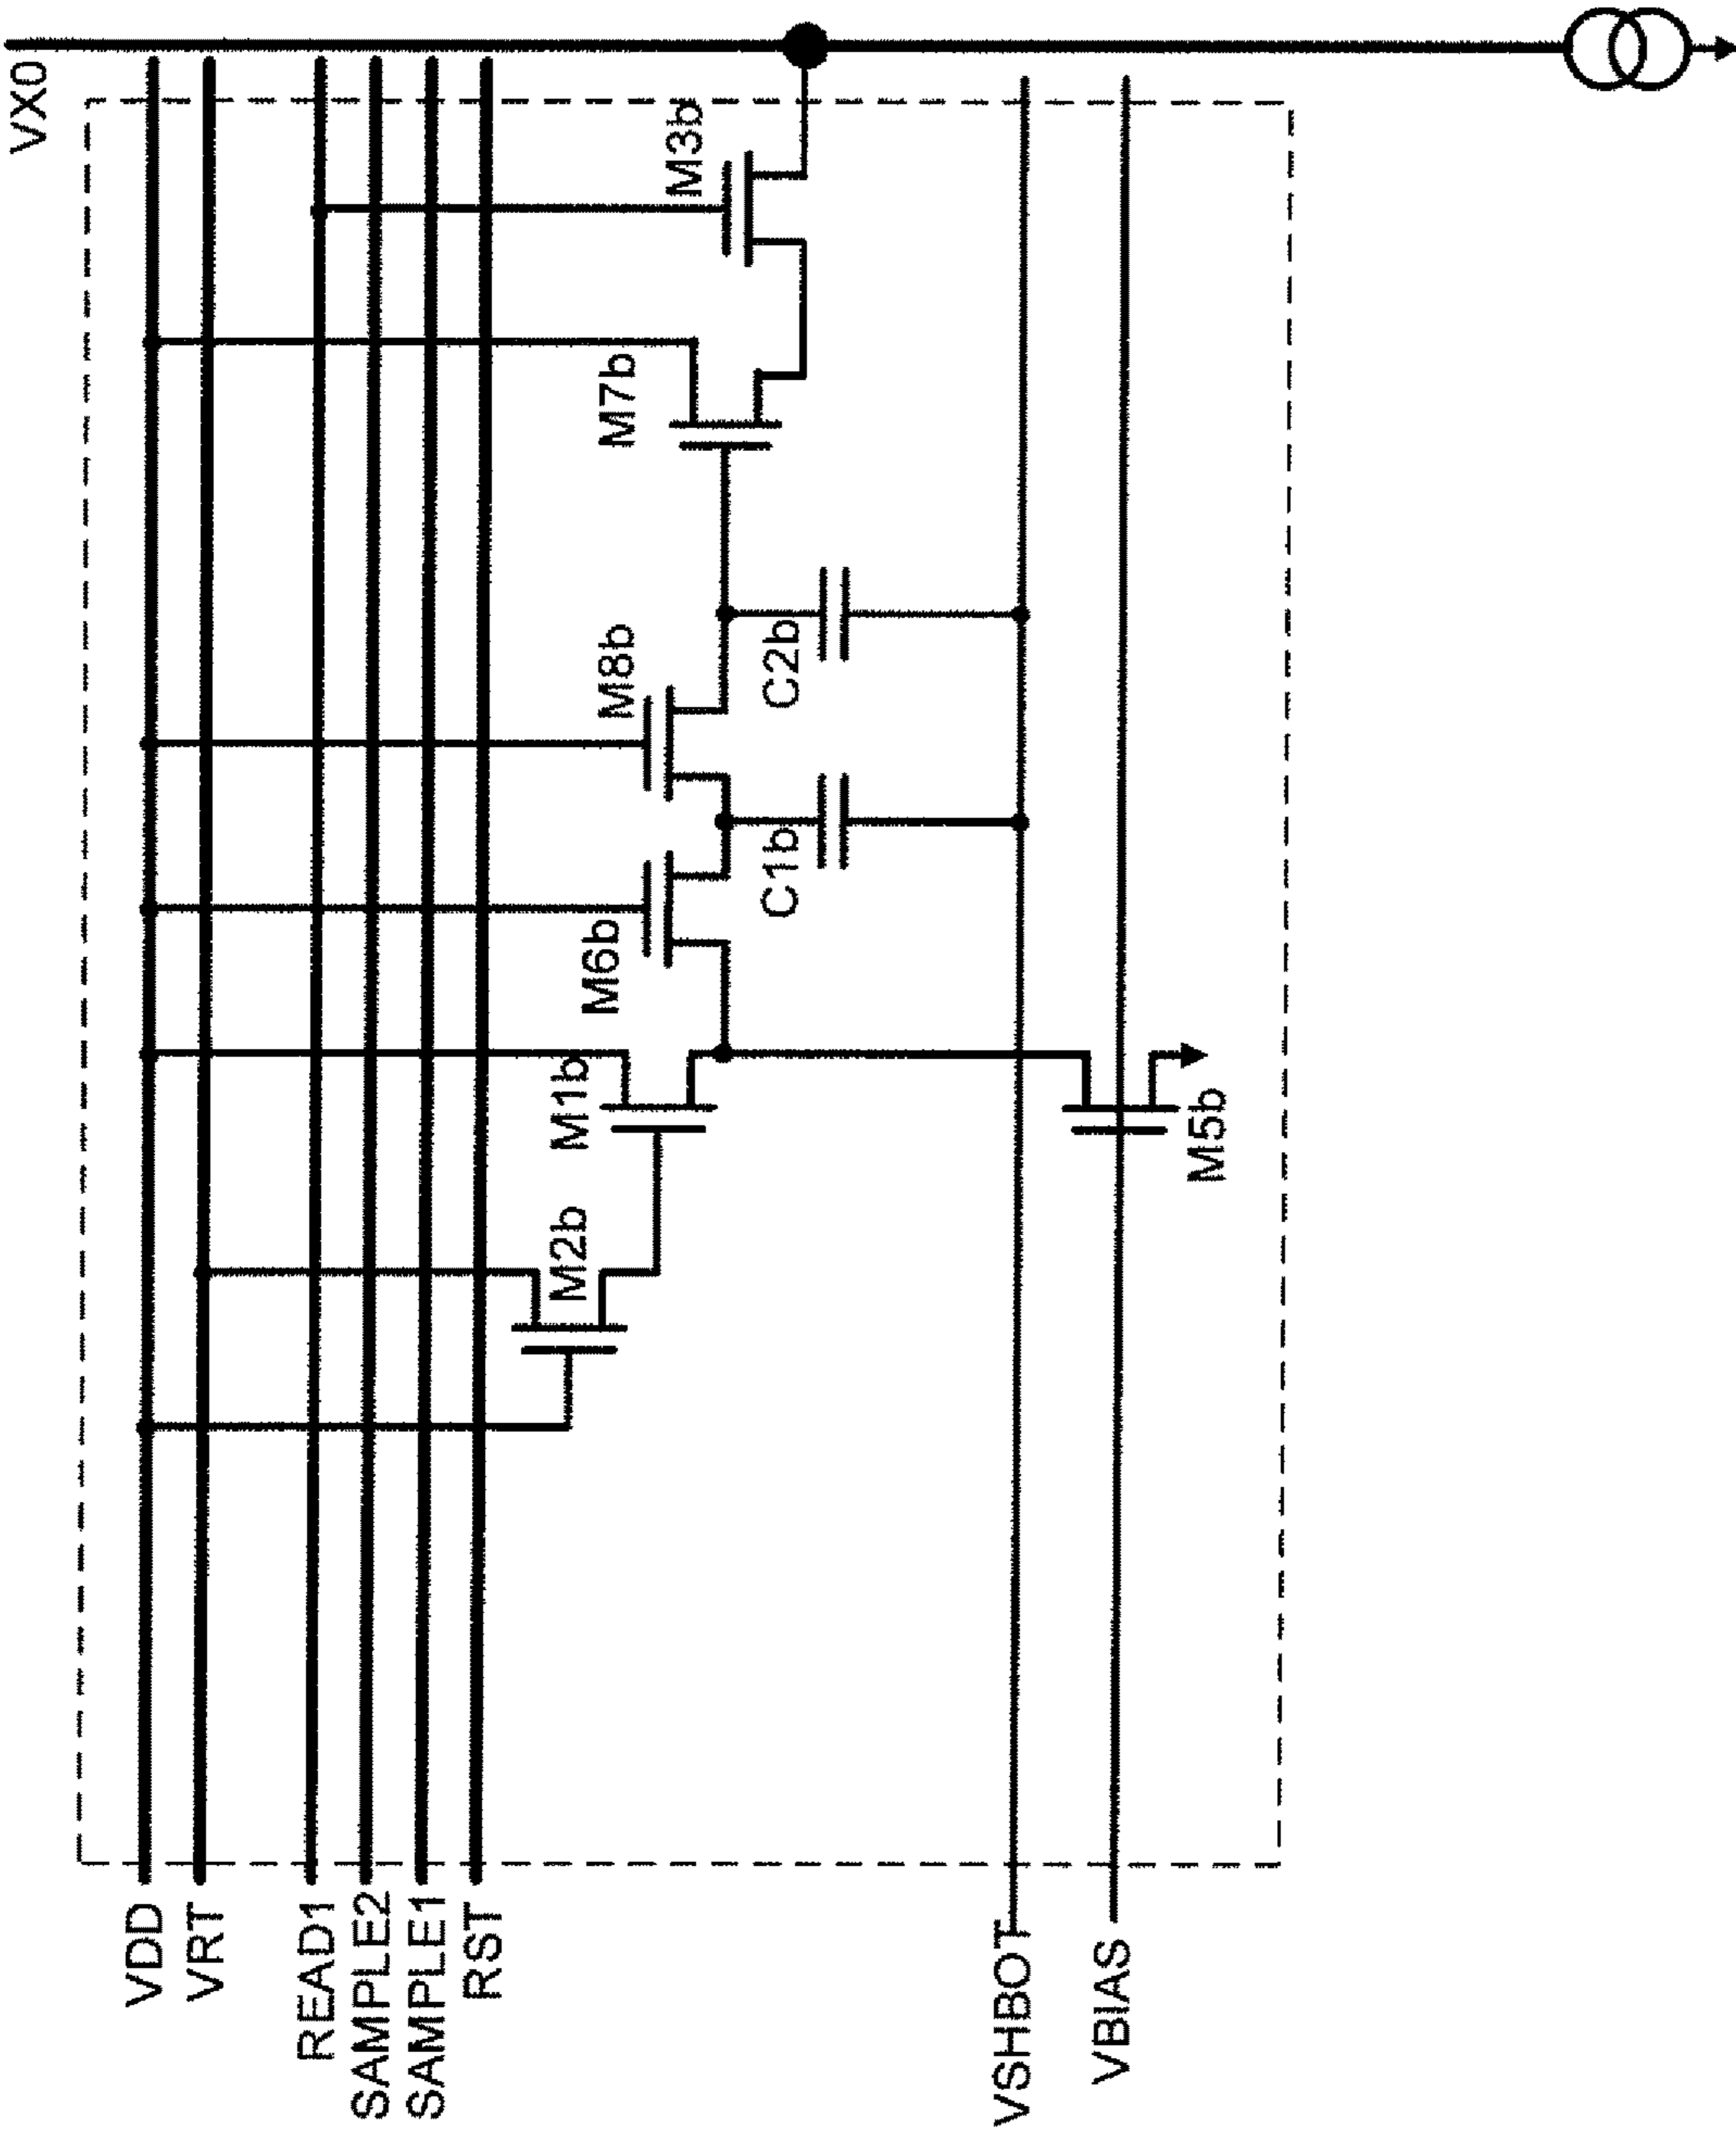 VX0
VDD
VRT
READ1
SAMPLE2
SAMPLE1
RST
VSHBOT
VBIAS
M2b
M1b
M5b
M6b
C1b
M8b
C2b
M7b
M3b